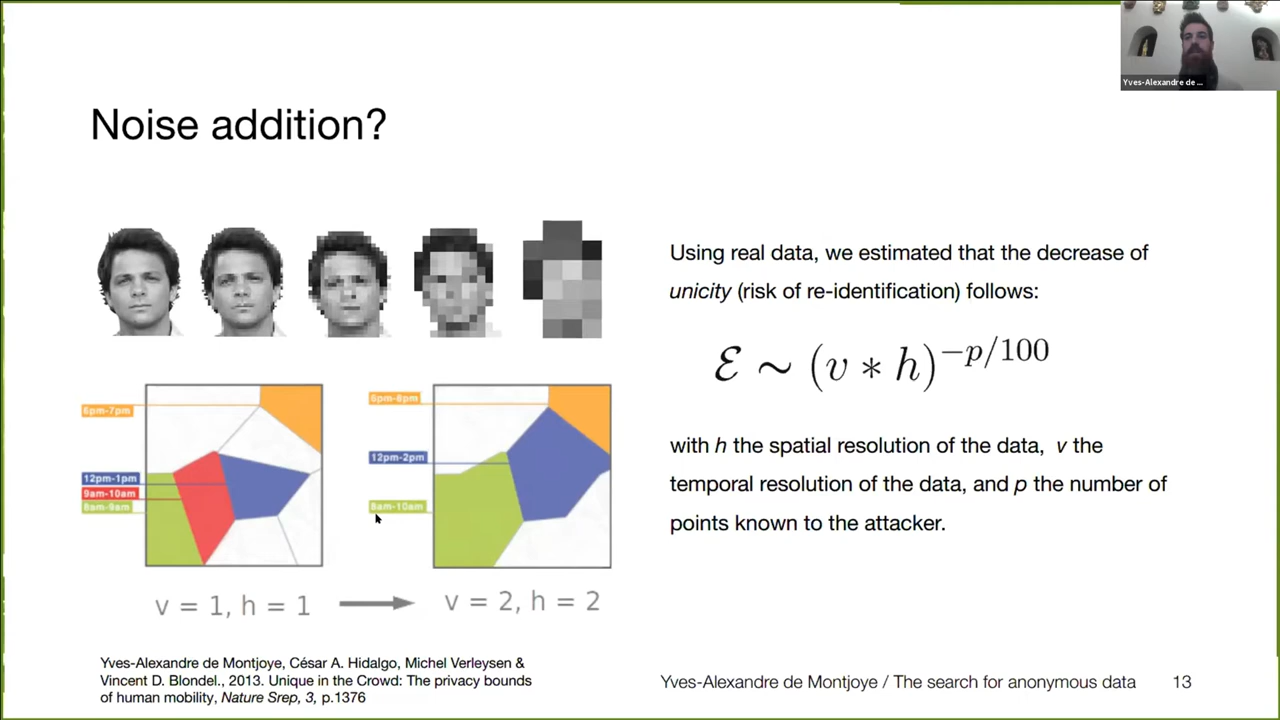 Yves-Alexandre de ...
Noise addition?
Using real data, we estimated that the decrease of
unicity (risk of re-identification) follows:
ℰ ∼ (v * h)^{−p/100}
with h the spatial resolution of the data, v the
temporal resolution of the data, and p the number of
points known to the attacker.
6pm-7pm
12pm-1pm
9am-10am
8am-9am
6pm-8pm
12pm-2pm
8am-10am
v = 1, h = 1
v = 2, h = 2
Yves-Alexandre de Montjoye, César A. Hidalgo, Michel Verleysen &
Vincent D. Blondel., 2013. Unique in the Crowd: The privacy bounds
of human mobility, Nature Srep, 3, p.1376
Yves-Alexandre de Montjoye / The search for anonymous data 13